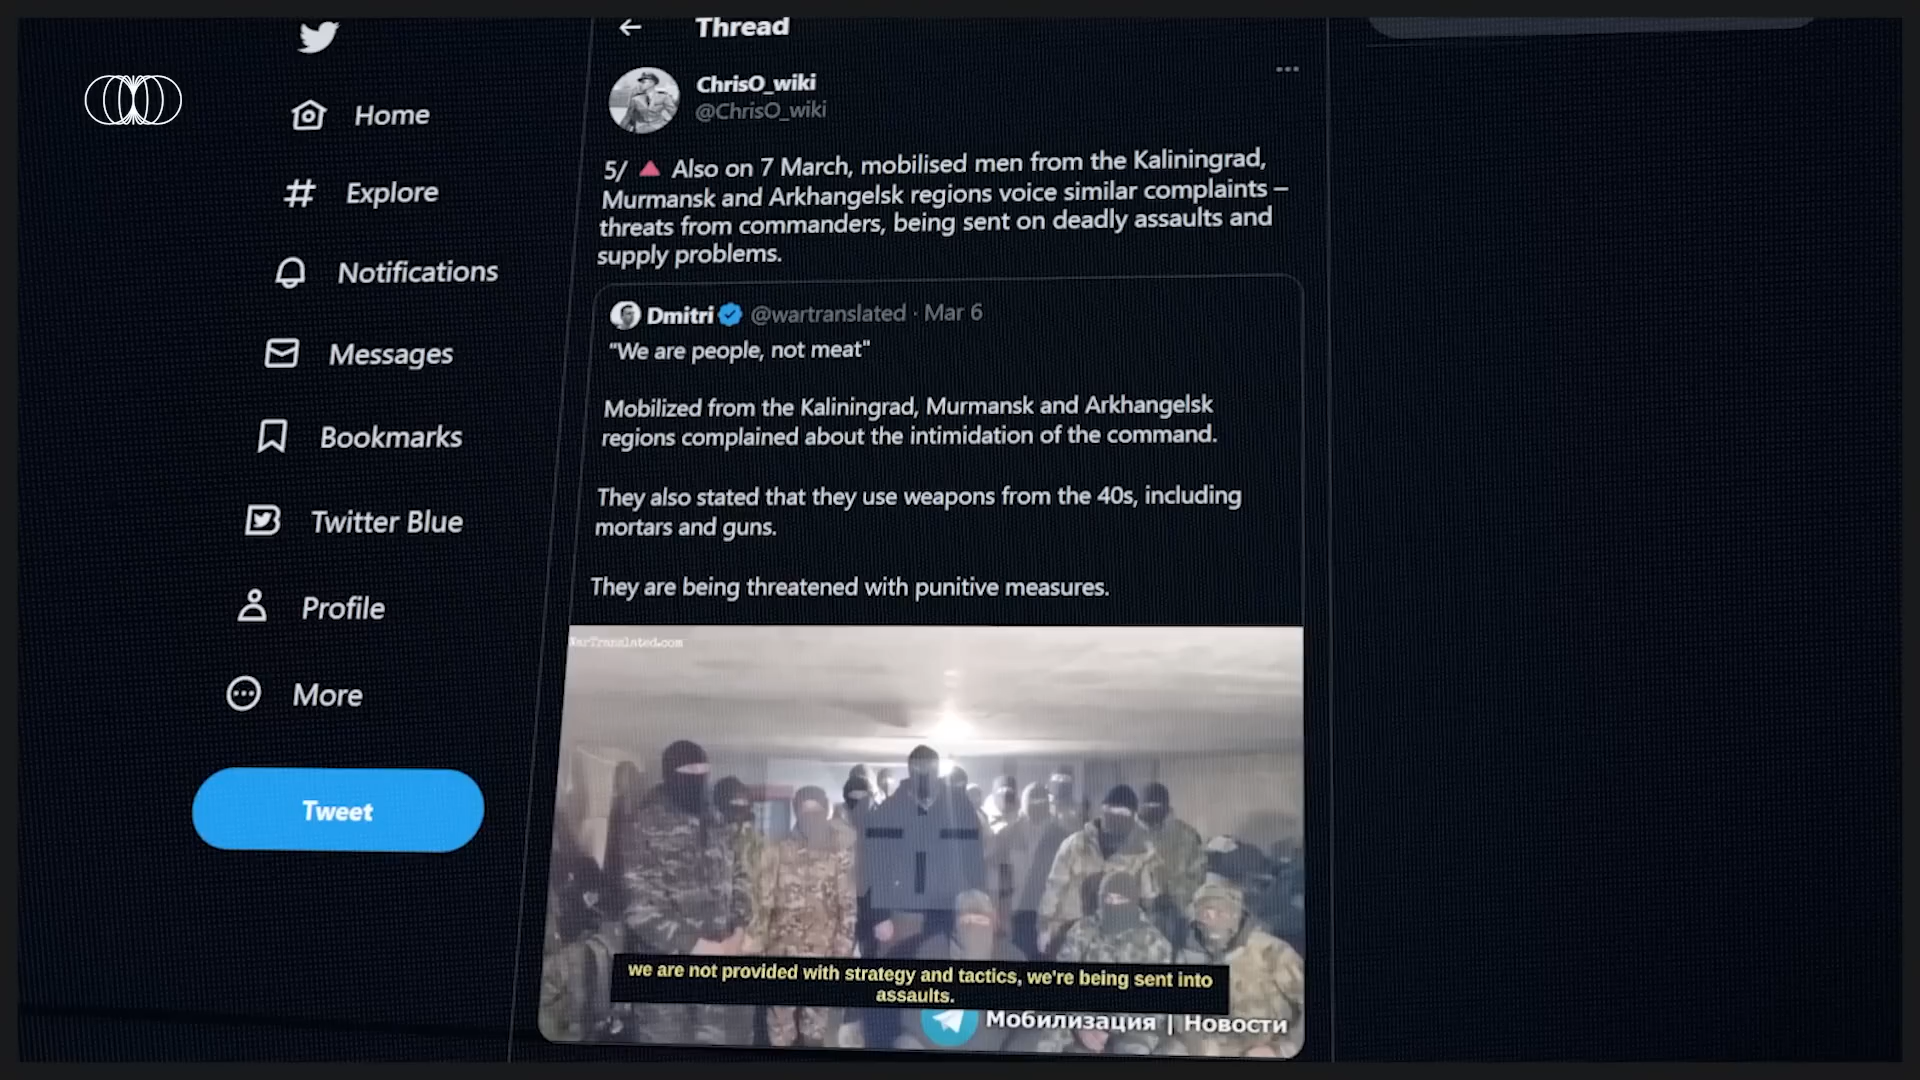 Thread
Home
Explore
Notifications
Messages
Bookmarks
Twitter Blue
Profile
More
Tweet
ChrisO_wiki
@ChrisO_wiki
5/ 🔺 Also on 7 March, mobilised men from the Kaliningrad,
Murmansk and Arkhangelsk regions voice similar complaints –
threats from commanders, being sent on deadly assaults and
supply problems.
Dmitri @wartranslated · Mar 6
"We are people, not meat"
Mobilized from the Kaliningrad, Murmansk and Arkhangelsk
regions complained about the intimidation of the command.
They also stated that they use weapons from the 40s, including
mortars and guns.
They are being threatened with punitive measures.
WarTranslated.com
we are not provided with strategy and tactics, we're being sent into
assaults.
Мобилизация | Новости